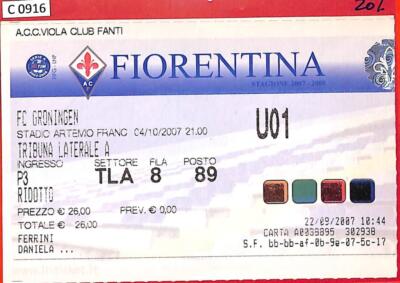 C 0916
20/
A.C.C.VIOLA CLUB FANTI
FIORENTINA
A C
STAGIONE 2007 - 2008
FC GRONINGEN
STADIO ARTEMIO FRANC 04/10/2007 21.00
U01
TRIBUNA LATERALE A
INGRESSO SETTORE FILA POSTO
P3 TLA 8 89
RIDOTTO
PREZZO € 26,00 PREV. € 0,00
TOTALE € 26,00
22/09/2007 10:44
CARTA A0039895 302938
FERRINI
S.F. bb-bb-af-0b-9e-07-5c-17
DANIELA ...